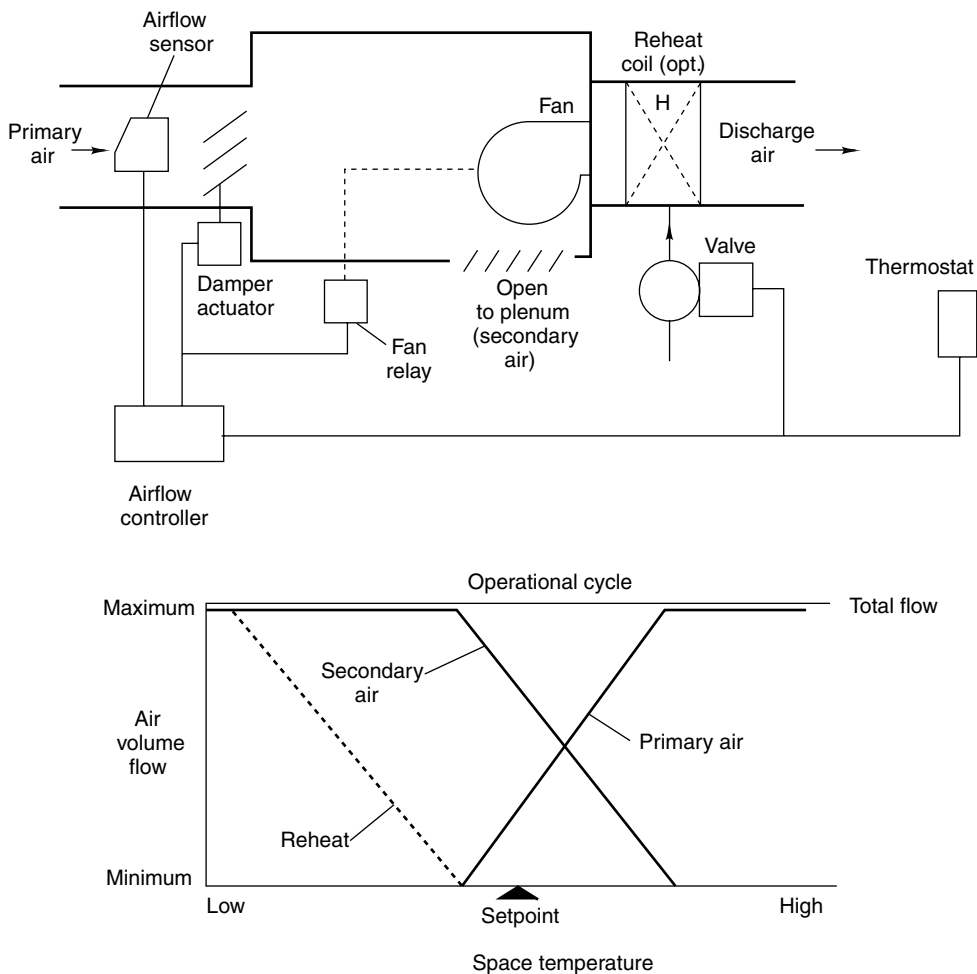 Airflow
sensor
Primary
air
Damper
actuator
Fan
relay
Fan
Open
to plenum
(secondary
air)
Reheat
coil (opt.)
H
Discharge
air
Valve
Thermostat
Airflow
controller
Operational cycle
Maximum
Total flow
Secondary
air
Air
volume
flow
Primary air
Reheat
Minimum
Low
Setpoint
High
Space temperature